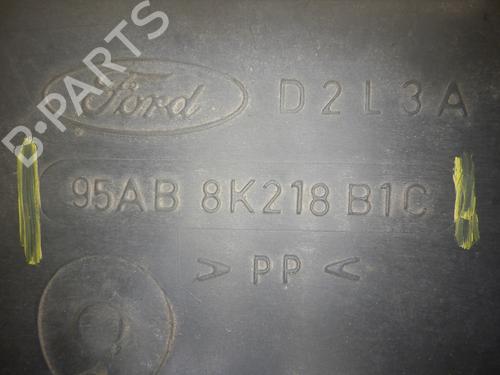 Ford D2L3A
95AB 8K218 B1C
> PP <
B-PARTS